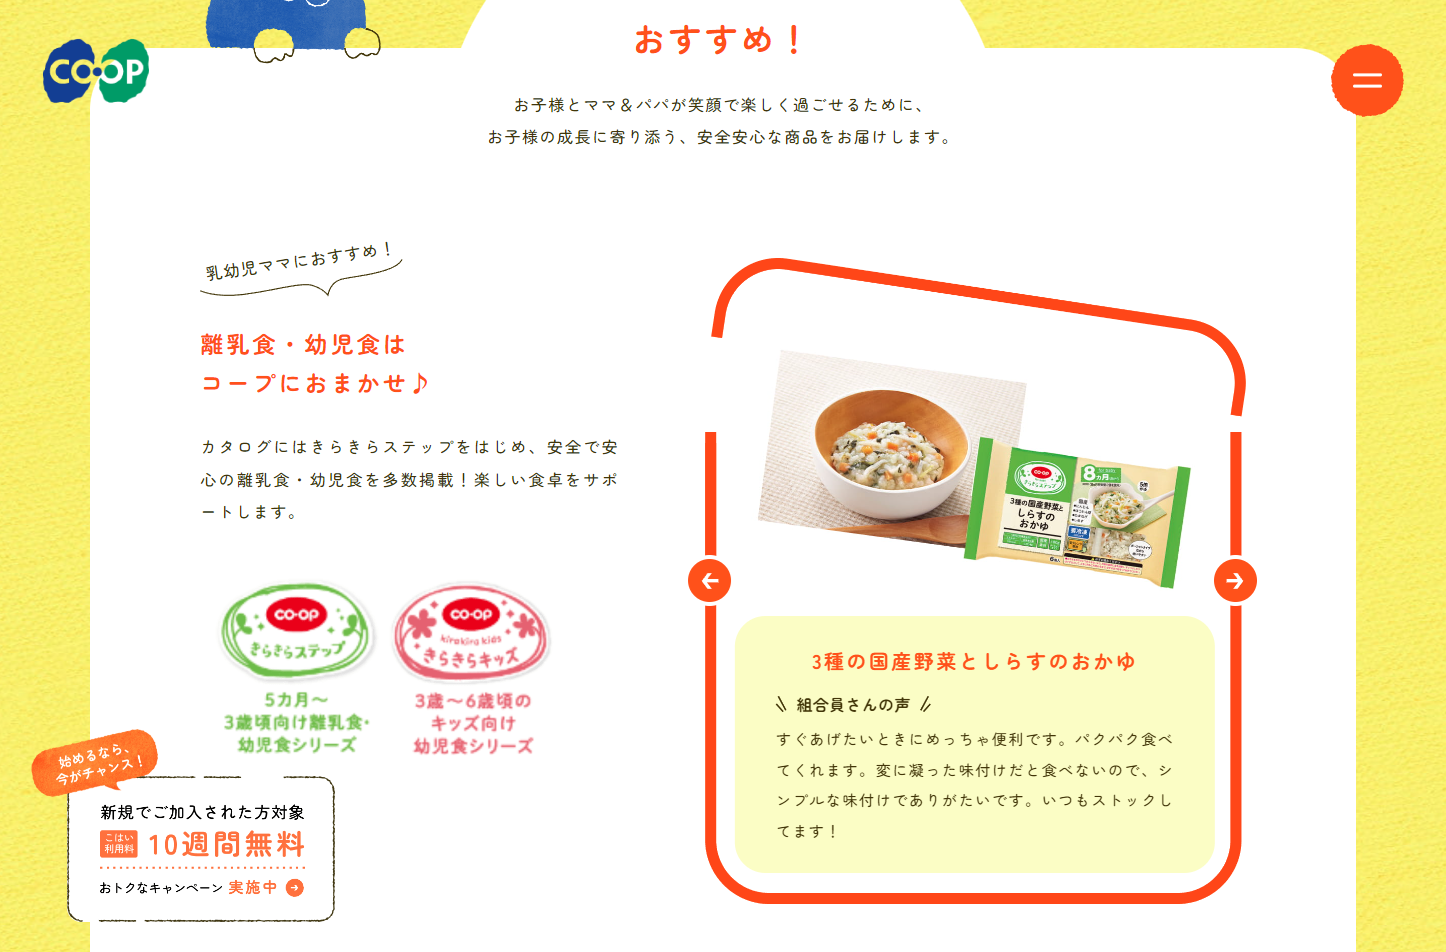 おすすめ！
CO·OP
お子様とママ＆パパが笑顔で楽しく過ごせるために、
お子様の成長に寄り添う、安全安心な商品をお届けします。
乳幼児ママにおすすめ！
離乳食・幼児食は
コープにおまかせ♪
カタログにはきらきらステップをはじめ、安全で安
心の離乳食・幼児食を多数掲載！楽しい食卓をサポ
ートします。
co·op
きらきらステップ
5カ月〜
3歳頃向け離乳食・
幼児食シリーズ
co·op
kirakira kids
きらきらキッズ
3歳〜6歳頃の
キッズ向け
幼児食シリーズ
co·op
きらきらステップ
8カ月
3種の国産野菜と
しらすの
おかゆ
3種の国産野菜としらすのおかゆ
組合員さんの声
すぐあげたいときにめっちゃ便利です。パクパク食べ
てくれます。変に凝った味付けだと食べないので、シ
ンプルな味付けでありがたいです。いつもストックし
てます！
始めるなら、
今がチャンス！
新規でご加入された方対象
こはい
利用料
10週間無料
おトクなキャンペーン 実施中